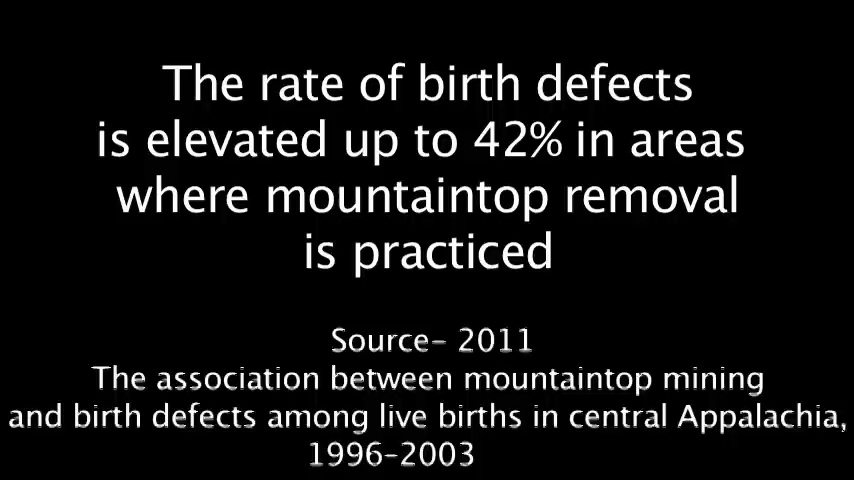 The rate of birth defects
is elevated up to 42% in areas
where mountaintop removal
is practiced
Source- 2011
The association between mountaintop mining
and birth defects among live births in central Appalachia,
1996-2003